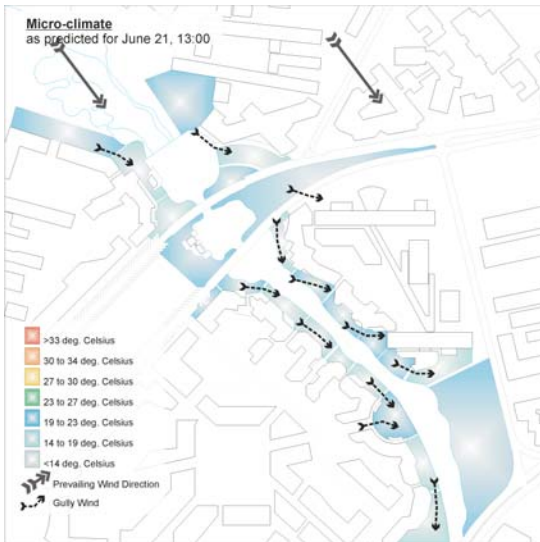 Micro-climate
as predicted for June 21, 13:00
>33 deg. Celsius
30 to 34 deg. Celsius
27 to 30 deg. Celsius
23 to 27 deg. Celsius
19 to 23 deg. Celsius
14 to 19 deg. Celsius
<14 deg. Celsius
Prevailing Wind Direction
Gully Wind